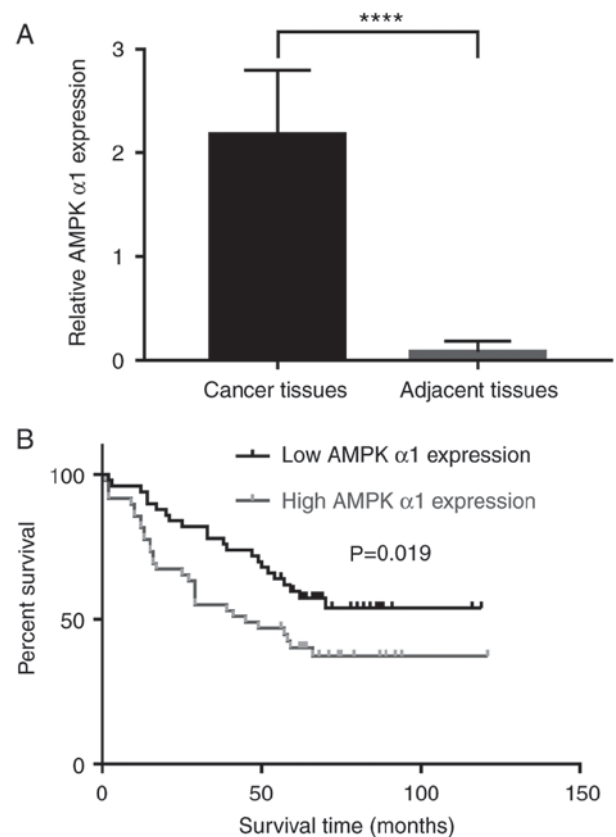 A
****
Relative AMPK α1 expression
3
2
1
0
Cancer tissues
Adjacent tissues
B
Low AMPK α1 expression
High AMPK α1 expression
P=0.019
Percent survival
100
50
0
0
50
100
150
Survival time (months)